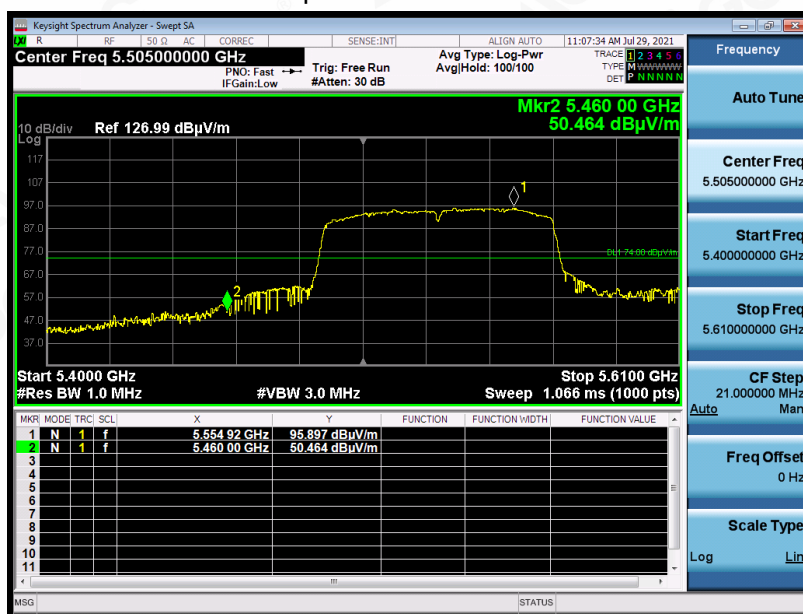 Keysight Spectrum Analyzer - Swept SA
LXI R RF 50 Ω AC CORREC SENSE:INT ALIGN AUTO 11:07:34 AM Jul 29, 2021
Center Freq 5.505000000 GHz
PNO: Fast
IFGain:Low
Trig: Free Run
#Atten: 30 dB
Avg Type: Log-Pwr
Avg|Hold: 100/100
TRACE 1 2 3 4 5 6
TYPE M WWWWW
DET P N N N N N
Mkr2 5.460 00 GHz
50.464 dBµV/m
10 dB/div Ref 126.99 dBµV/m
Log
117
107
97.0
87.0
77.0
67.0
57.0
47.0
37.0
1
2
DL1 74.00 dBµV/m
Start 5.4000 GHz Stop 5.6100 GHz
#Res BW 1.0 MHz #VBW 3.0 MHz Sweep 1.066 ms (1000 pts)
MKR MODE TRC SCL X Y FUNCTION FUNCTION WIDTH FUNCTION VALUE
1 N 1 f 5.554 92 GHz 95.897 dBµV/m
2 N 1 f 5.460 00 GHz 50.464 dBµV/m
3
4
5
6
7
8
9
10
11
MSG STATUS
Frequency
Auto Tune
Center Freq
5.505000000 GHz
Start Freq
5.400000000 GHz
Stop Freq
5.610000000 GHz
CF Step
21.000000 MHz
Auto Man
Freq Offset
0 Hz
Scale Type
Log Lin